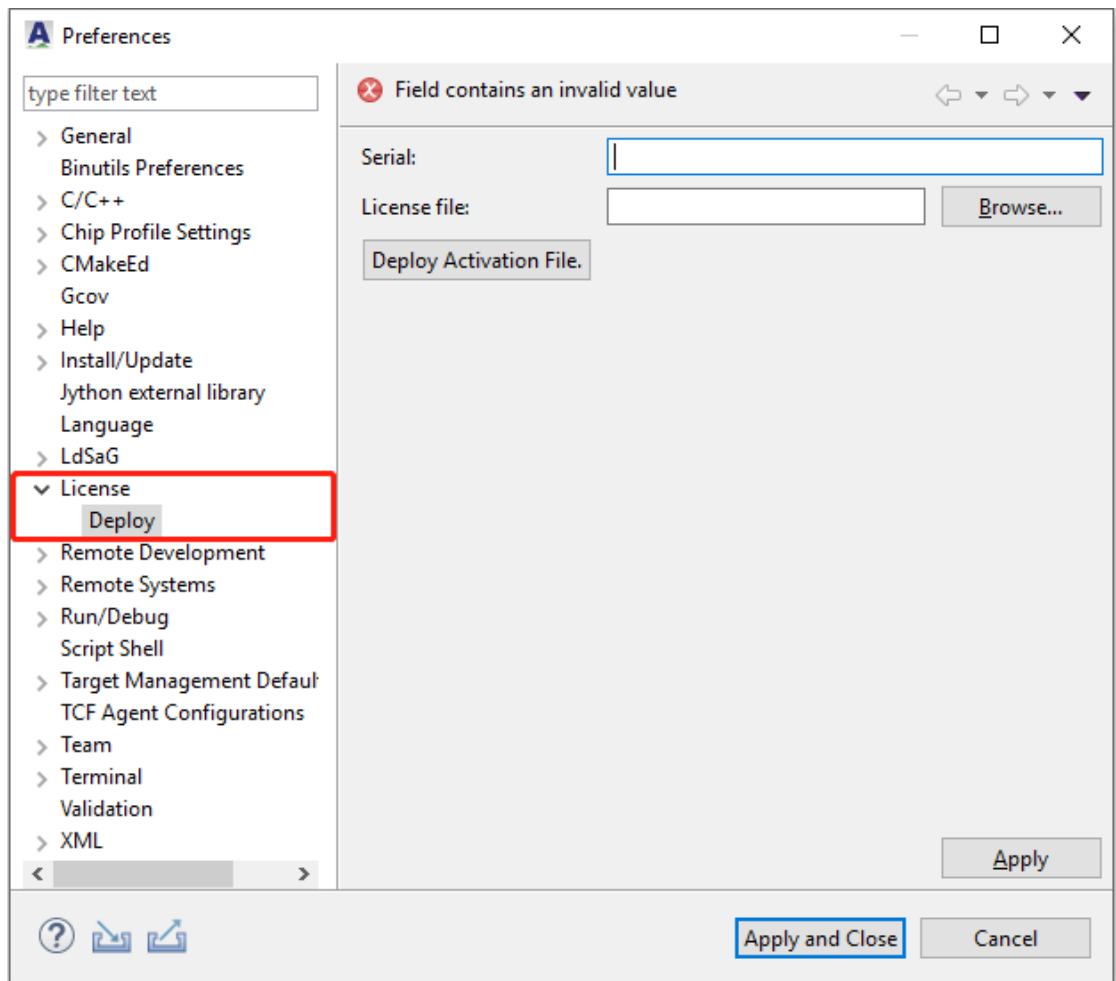 Preferences
type filter text
General
Binutils Preferences
C/C++
Chip Profile Settings
CMakeEd
Gcov
Help
Install/Update
Jython external library
Language
LdSaG
License
Deploy
Remote Development
Remote Systems
Run/Debug
Script Shell
Target Management Defaul
TCF Agent Configurations
Team
Terminal
Validation
XML
Field contains an invalid value
Serial:
License file:
Browse...
Deploy Activation File.
Apply
Apply and Close
Cancel